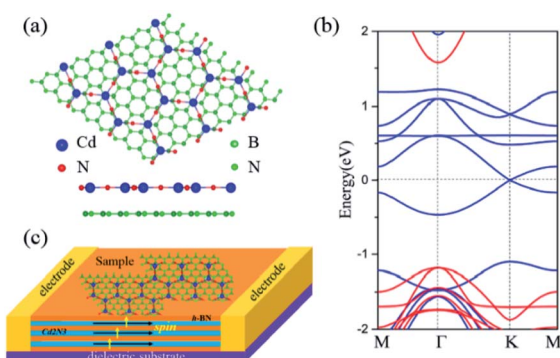 (a)
Cd
B
N
N
(b)
Energy(eV)
2
1
0
-1
-2
M
Γ
K
M
(c)
Sample
electrode
electrode
h-BN
Cd2N3
spin
dielectric substrate